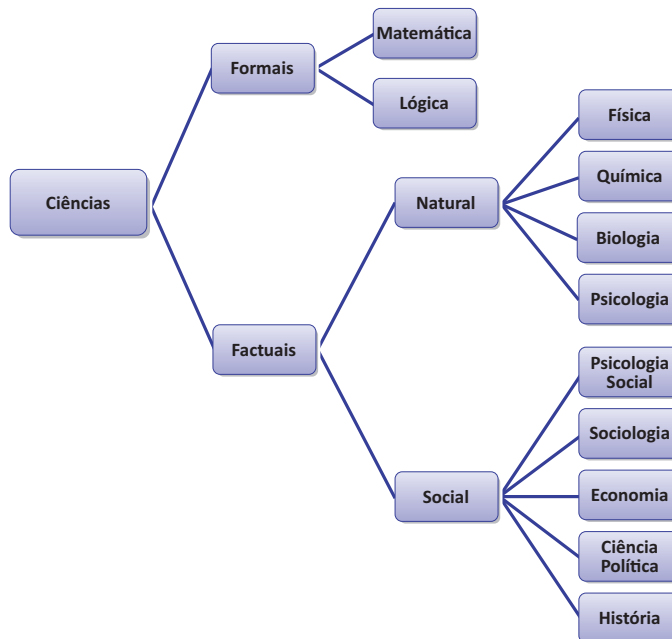 Ciências
Formais
Matemática
Lógica
Factuais
Natural
Física
Química
Biologia
Psicologia
Social
Psicologia
Social
Sociologia
Economia
Ciência
Política
História